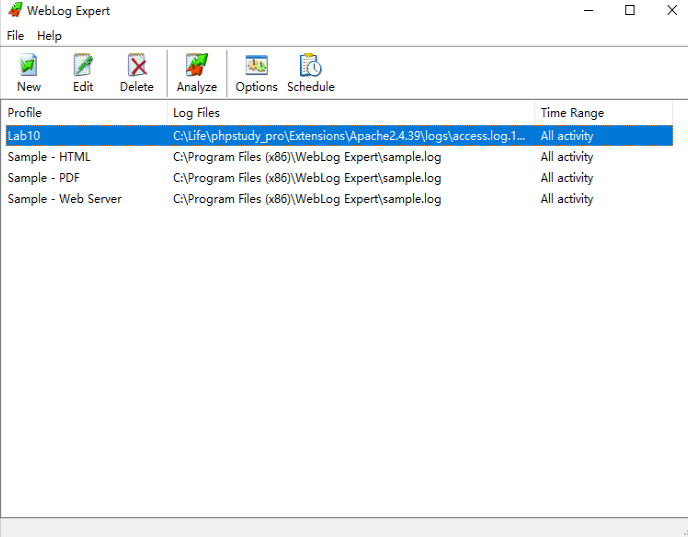 WebLog Expert
File Help
New Edit Delete Analyze Options Schedule
Profile Log Files Time Range
Lab10 C:\Life\phpstudy_pro\Extensions\Apache2.4.39\logs\access.log.1... All activity
Sample - HTML C:\Program Files (x86)\WebLog Expert\sample.log All activity
Sample - PDF C:\Program Files (x86)\WebLog Expert\sample.log All activity
Sample - Web Server C:\Program Files (x86)\WebLog Expert\sample.log All activity